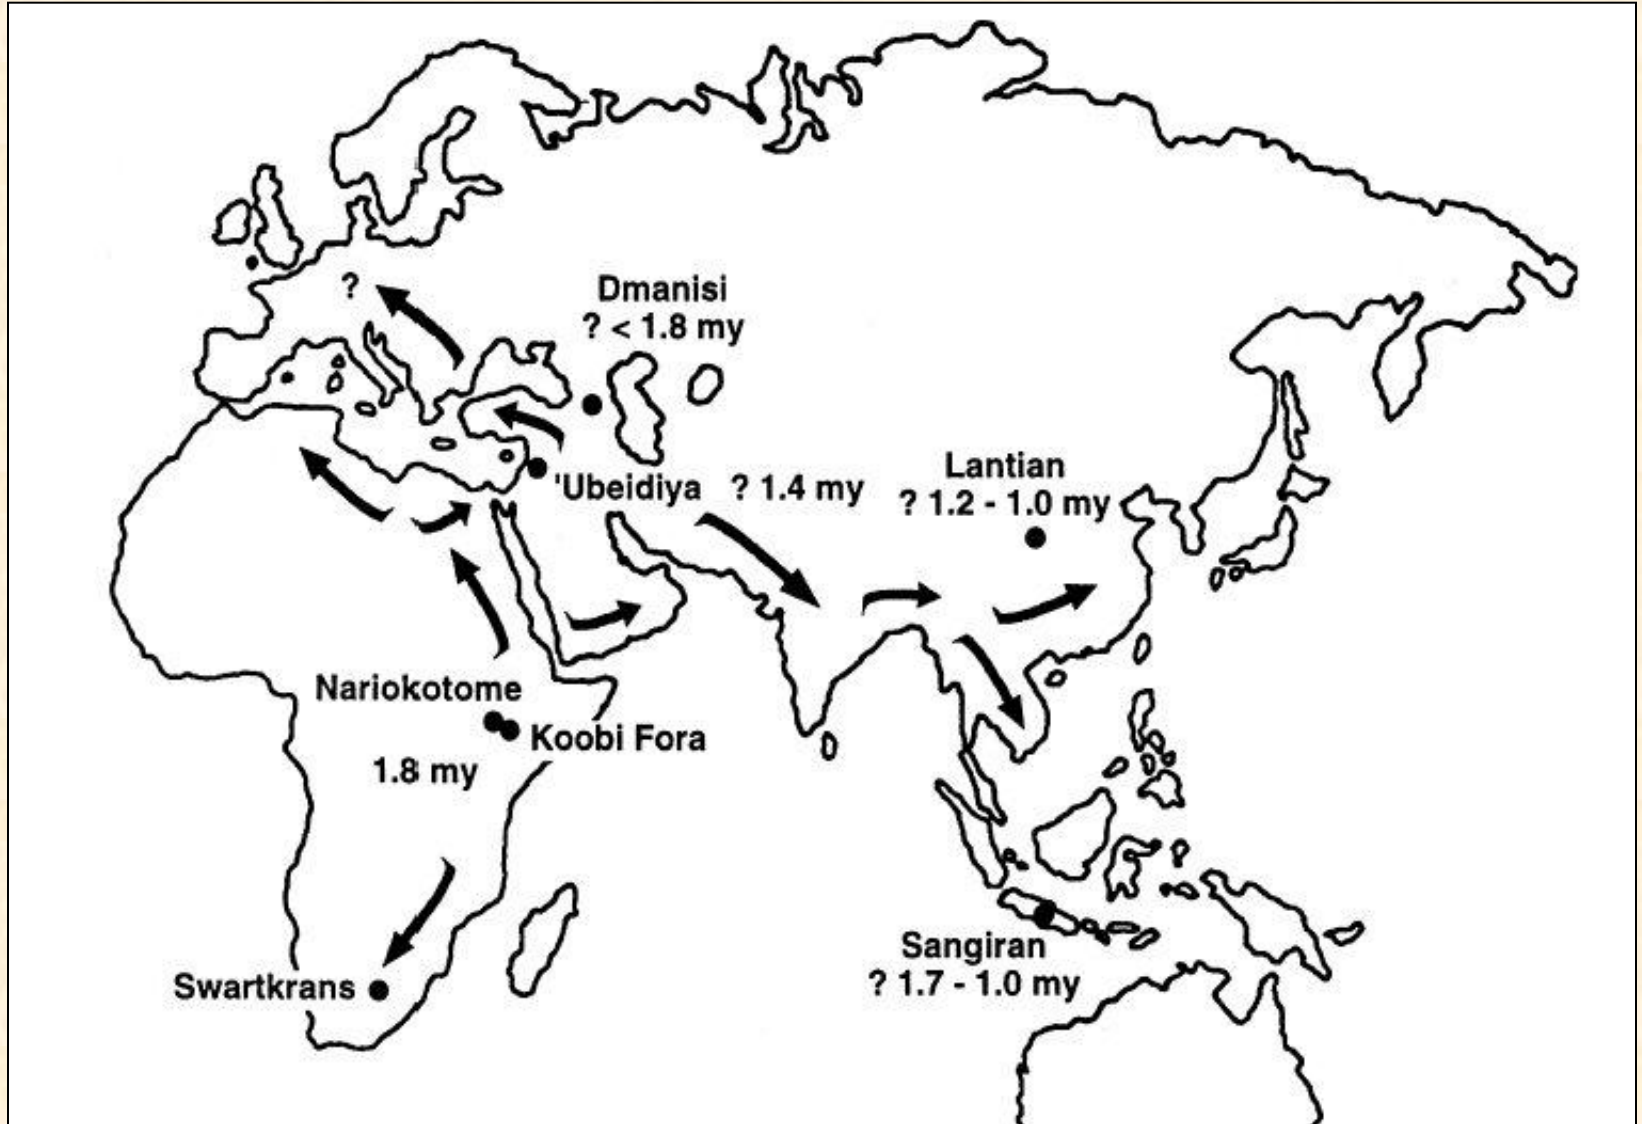 ?
Dmanisi
? < 1.8 my
'Ubeidiya ? 1.4 my
Lantian
? 1.2 - 1.0 my
Nariokotome
Koobi Fora
1.8 my
Swartkrans
Sangiran
? 1.7 - 1.0 my